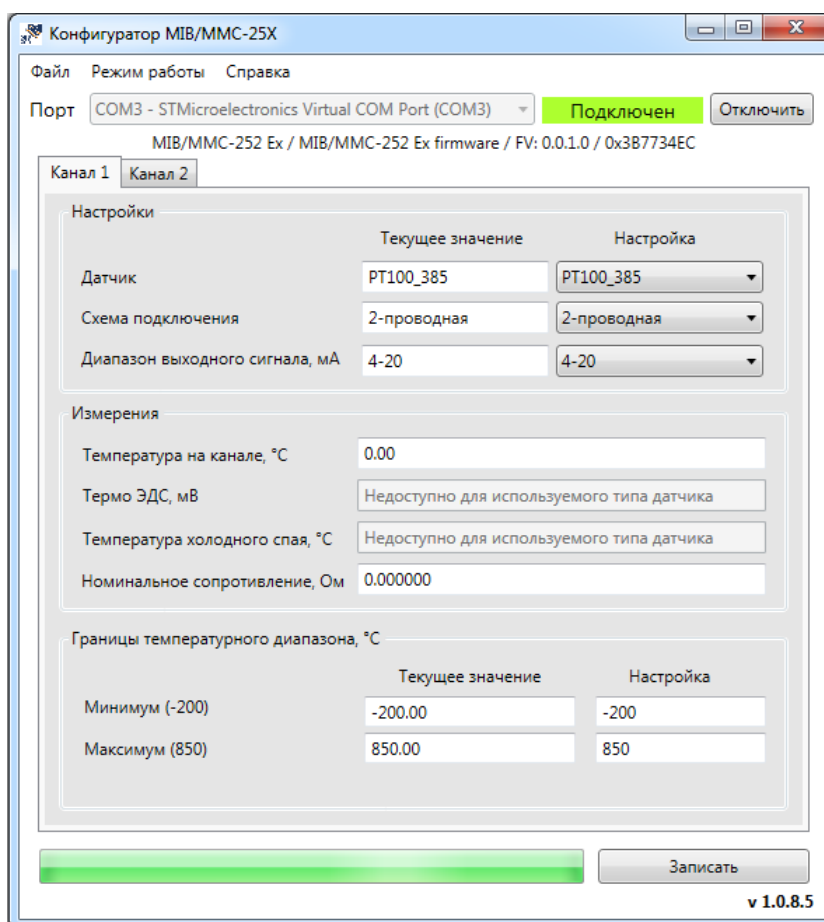 Конфигуратор MIB/MMC-25X
Файл Режим работы Справка
Порт COM3 - STMicroelectronics Virtual COM Port (COM3) Подключен Отключить
MIB/MMC-252 Ex / MIB/MMC-252 Ex firmware / FV: 0.0.1.0 / 0x3B7734EC
Канал 1 Канал 2
Настройки
Текущее значение Настройка
Датчик PT100_385 PT100_385
Схема подключения 2-проводная 2-проводная
Диапазон выходного сигнала, мА 4-20 4-20
Измерения
Температура на канале, °C 0.00
Термо ЭДС, мВ Недоступно для используемого типа датчика
Температура холодного спая, °C Недоступно для используемого типа датчика
Номинальное сопротивление, Ом 0.000000
Границы температурного диапазона, °C
Текущее значение Настройка
Минимум (-200) -200.00 -200
Максимум (850) 850.00 850
Записать
v 1.0.8.5